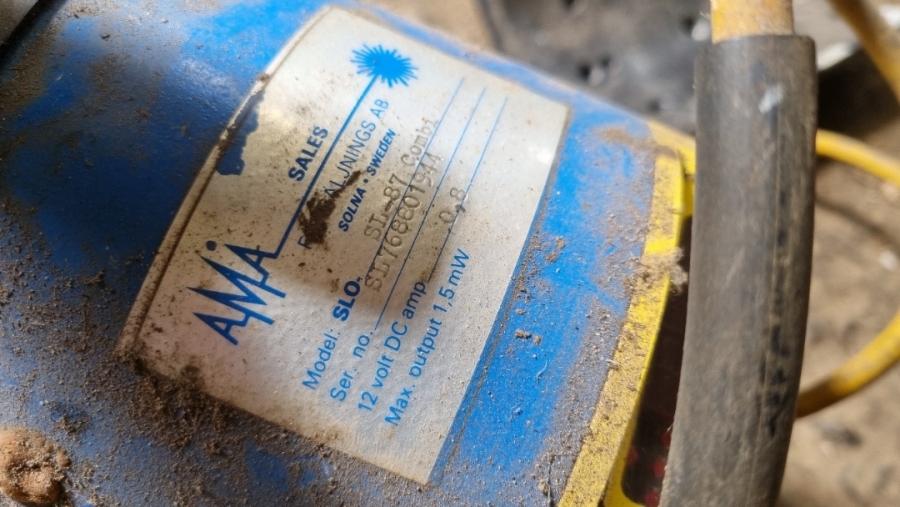 AMA
SALES
ALJNINGS AB
SOLNA • SWEDEN
Model: SLO. SL-87 Combi
Ser. no. SL768801944
12 volt DC amp 0,8
Max. output 1,5 mW